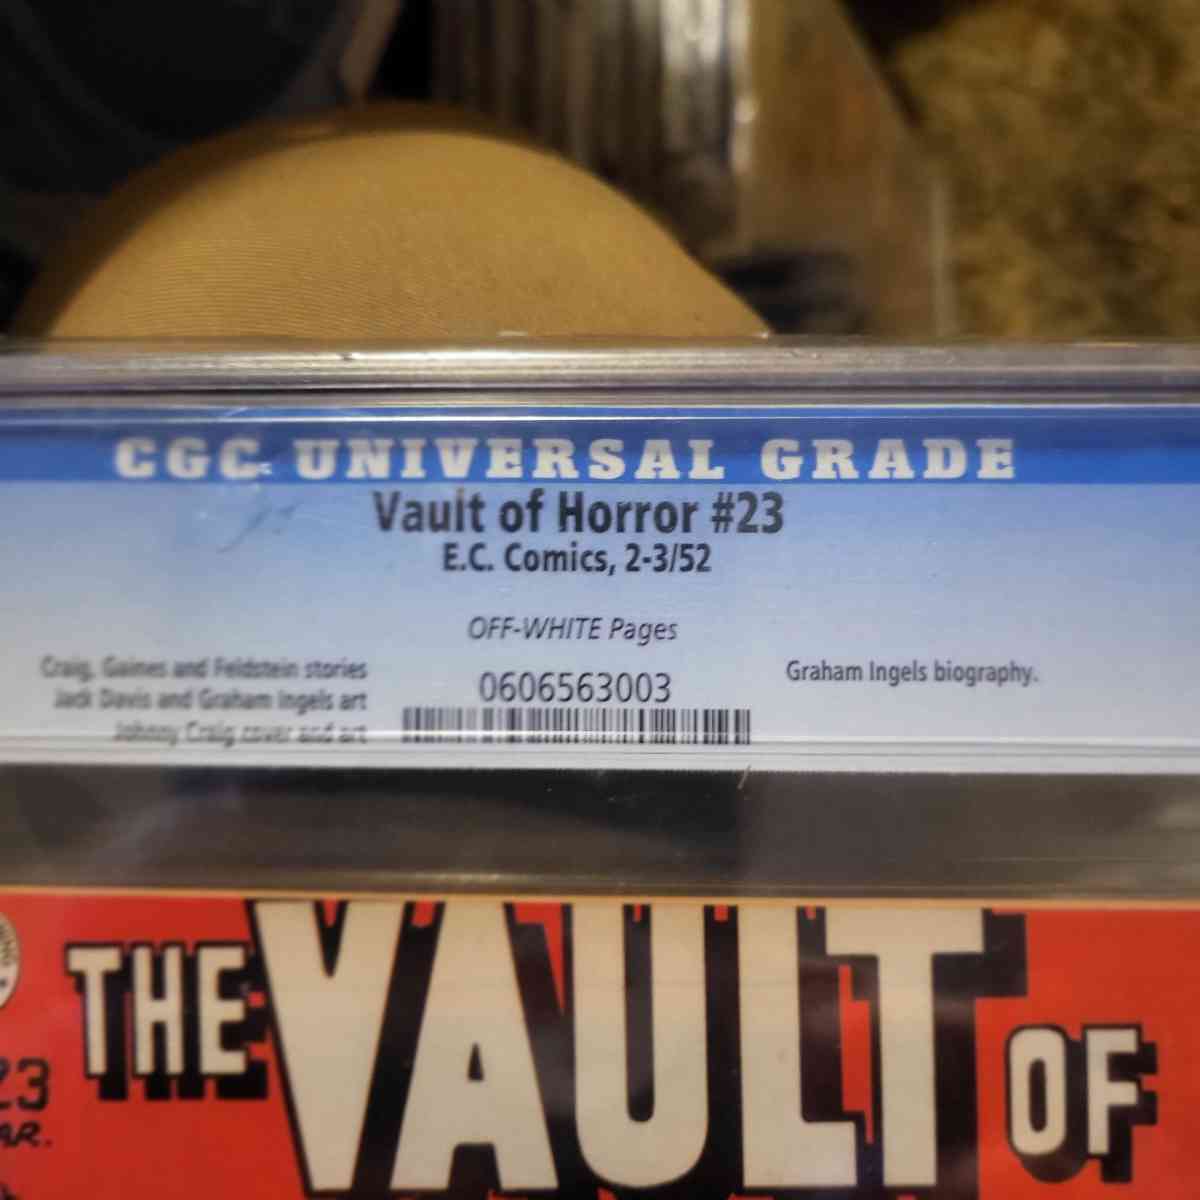 CGC UNIVERSAL GRADE
Vault of Horror #23
E.C. Comics, 2-3/52
OFF-WHITE Pages
Craig, Gaines and Feldstein stories
Jack Davis and Graham Ingels art
Johnny Craig cover and art
0606563003
Graham Ingels biography.
THE VAULT OF
23
AR.